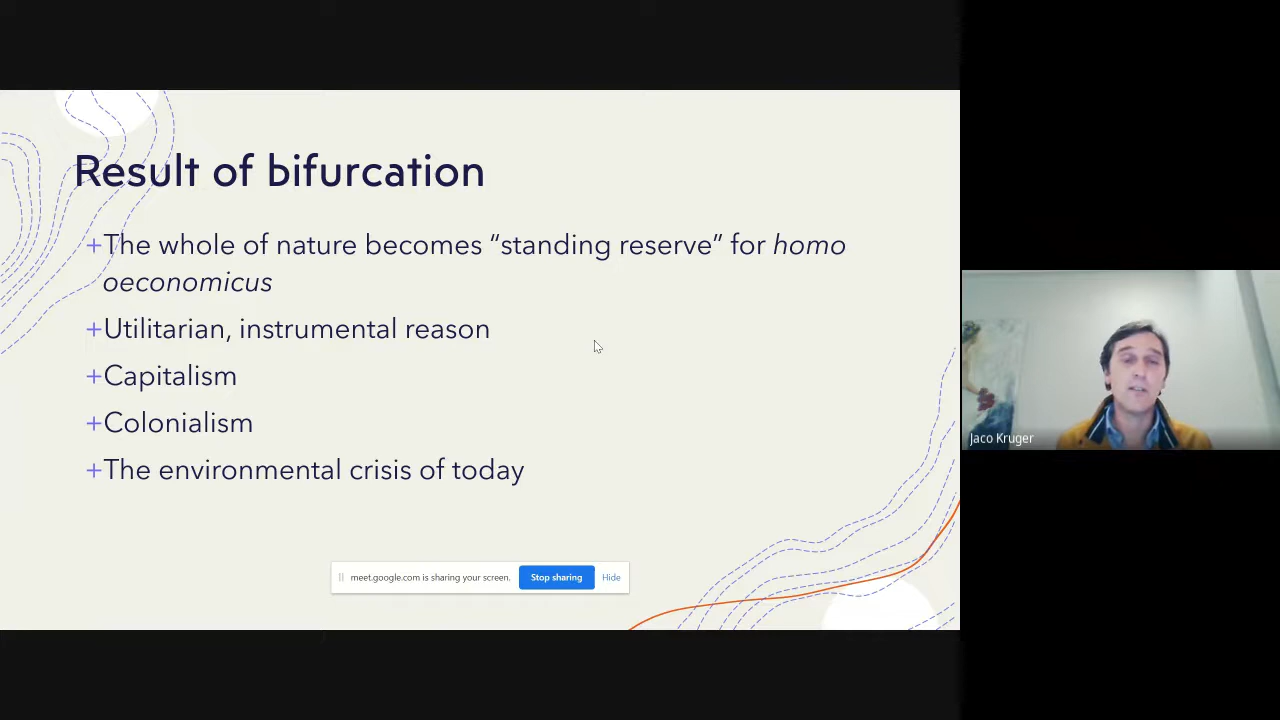 Result of bifurcation
+The whole of nature becomes “standing reserve” for homo
oeconomicus
+Utilitarian, instrumental reason
+Capitalism
+Colonialism
+The environmental crisis of today
meet.google.com is sharing your screen.
Stop sharing
Hide
Jaco Kruger